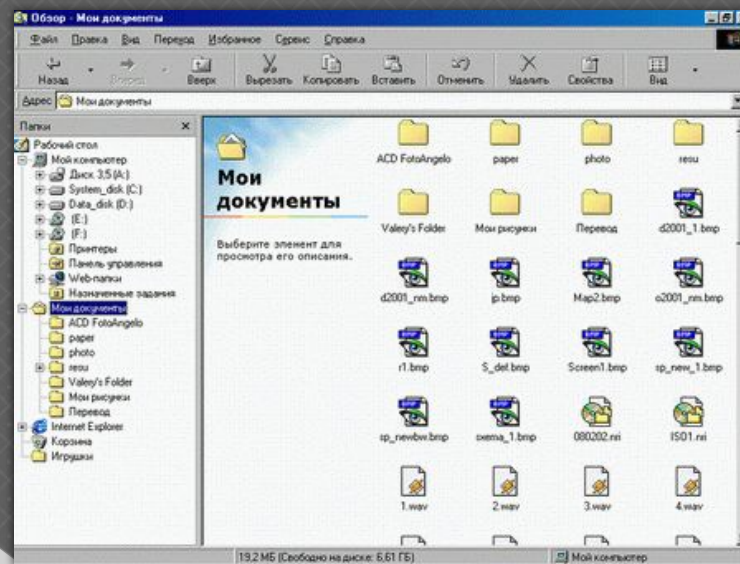 Обзор - Мои документы
Файл Правка Вид Переход Избранное Сервис Справка
Назад Вперед Вверх Вырезать Копировать Вставить Отменить Удалить Свойства Вид
Адрес Мои документы
Папки
Рабочий стол
Мой компьютер
Диск 3,5 (A:)
System_disk (C:)
Data_disk (D:)
(E:)
(F:)
Принтеры
Панель управления
Web-папки
Назначенные задания
Мои документы
ACD FotoAngelo
paper
photo
resu
Valery's Folder
Мои рисунки
Перевод
Internet Explorer
Корзина
Игрушки
Мои
документы
Выберите элемент для
просмотра его описания.
ACD FotoAngelo paper photo resu
Valery's Folder Мои рисунки Перевод d2001_1.bmp
d2001_nm.bmp ip.bmp Map2.bmp o2001_nm.bmp
r1.bmp S_def.bmp Screen1.bmp sp_new_1.bmp
sp_newbw.bmp sxema_1.bmp 080202.nri ISO1.nri
1.wav 2.wav 3.wav 4.wav
19,2 МБ (Свободно на диске: 6,61 ГБ) Мой компьютер